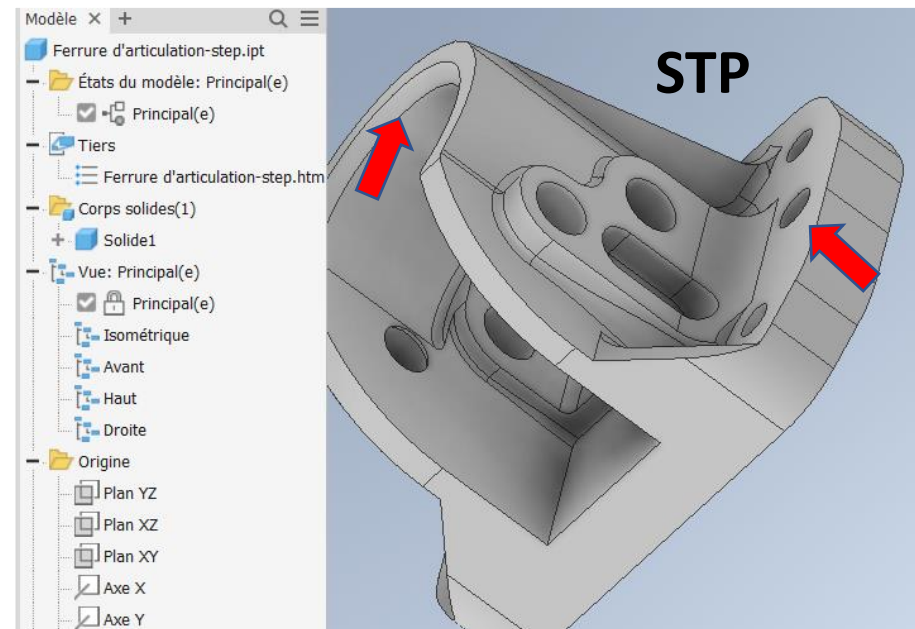 Modèle
Ferrure d'articulation-step.ipt
États du modèle: Principal(e)
Principal(e)
Tiers
Ferrure d'articulation-step.htm
Corps solides(1)
Solide1
Vue: Principal(e)
Principal(e)
Isométrique
Avant
Haut
Droite
Origine
Plan YZ
Plan XZ
Plan XY
Axe X
Axe Y
STP